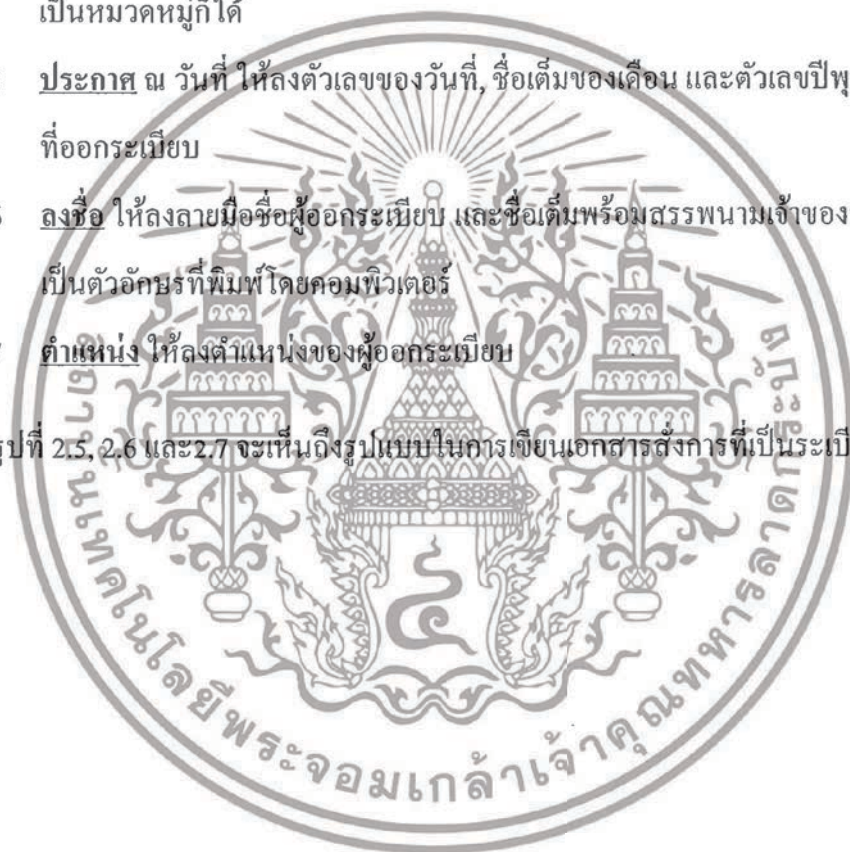 เป็นหมวดหมู่ก็ได้
ประกาศ ณ วันที่ ให้ลงตัวเลขของวันที่, ชื่อเต็มของเดือน และตัวเลขปีพุ
ที่ออกระเบียบ
ลงชื่อ ให้ลงลายมือชื่อผู้ออกระเบียบ และชื่อเต็มพร้อมสรรพนามเจ้าของ
เป็นตัวอักษรที่พิมพ์โดยคอมพิวเตอร์
ตำแหน่ง ให้ลงตำแหน่งของผู้ออกระเบียบ
รูปที่ 2.5, 2.6 และ2.7 จะเห็นถึงรูปแบบในการเขียนเอกสารสั่งการที่เป็นระเบี
สถาบันเทคโนโลยีพระจอมเกล้าเจ้าคุณทหารลาดกระบัง
๔